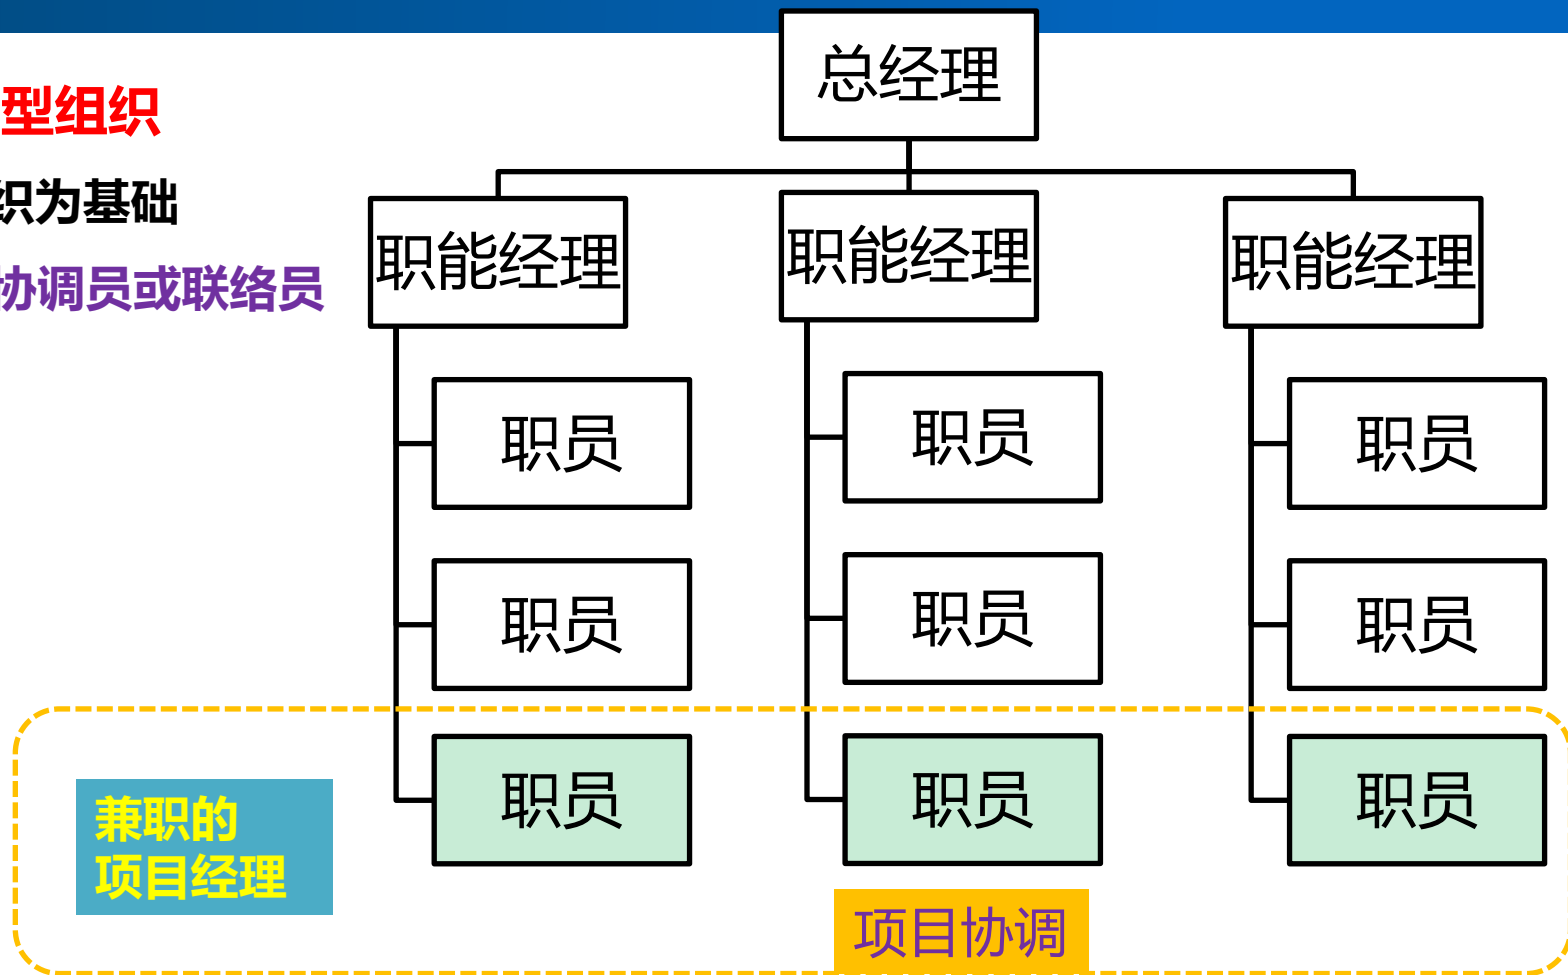 总经理
型组织
织为基础
协调员或联络员
职能经理
职能经理
职能经理
职员
职员
职员
职员
职员
职员
职员
职员
职员
兼职的
项目经理
项目协调